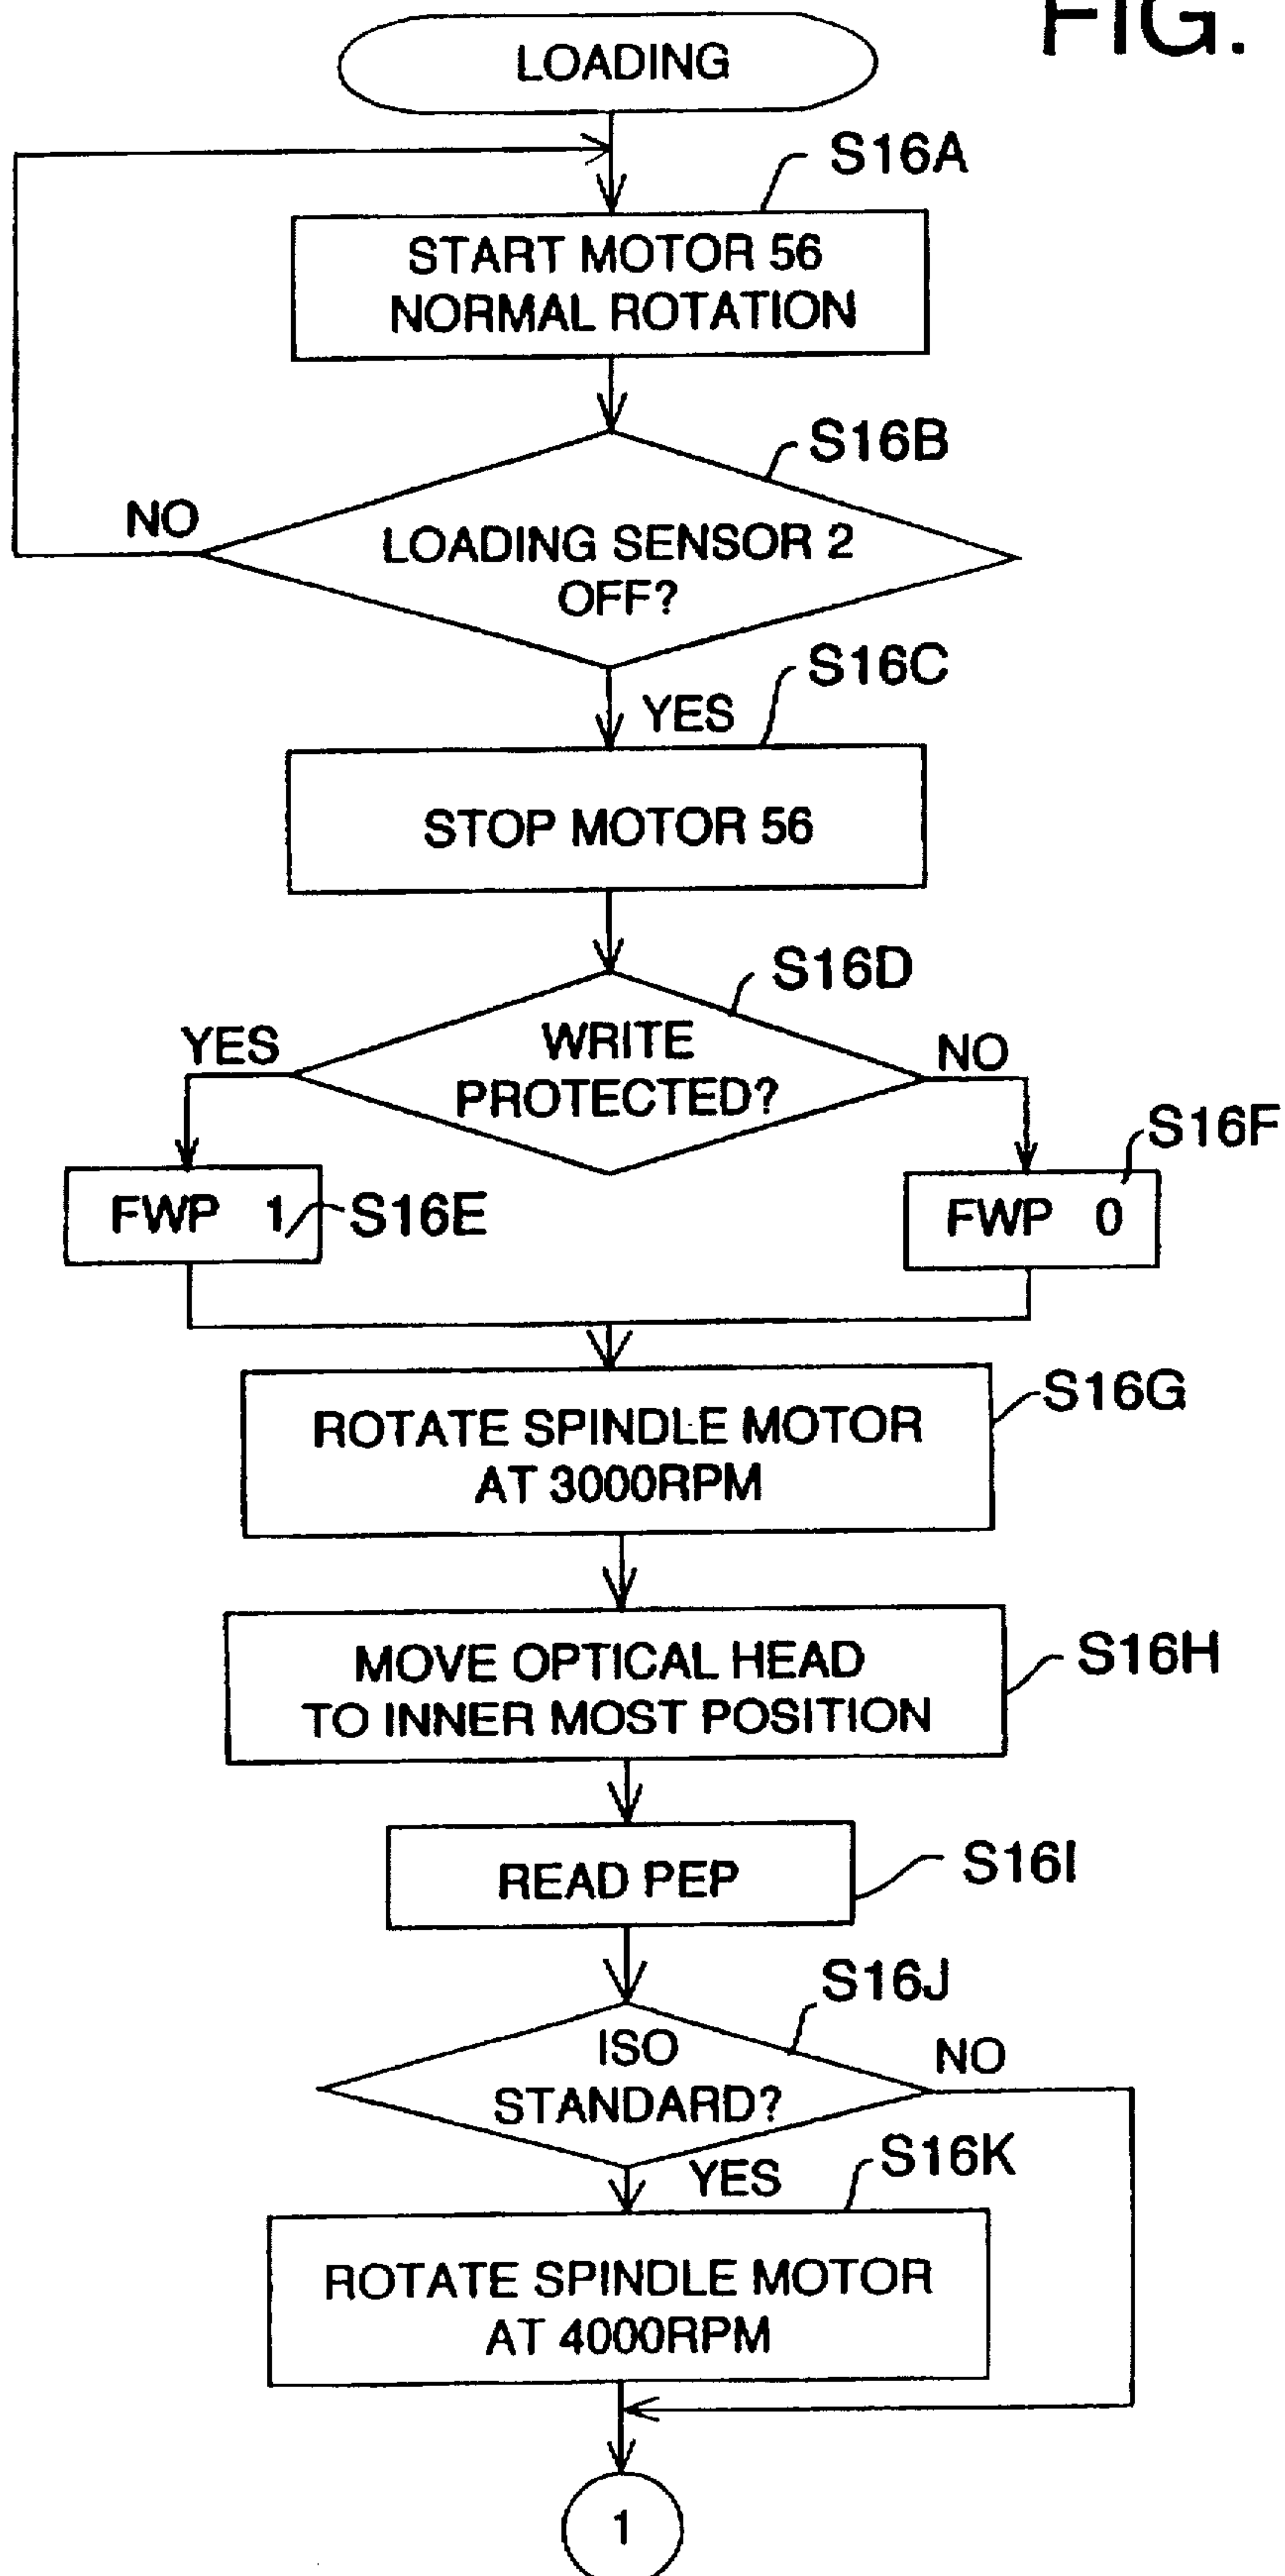 FIG.
LOADING
S16A
START MOTOR 56
NORMAL ROTATION
S16B
NO
LOADING SENSOR 2
OFF?
S16C
YES
STOP MOTOR 56
S16D
YES
WRITE
NO
PROTECTED?
S16F
FWP 1
S16E
FWP 0
S16G
ROTATE SPINDLE MOTOR
AT 3000RPM
S16H
MOVE OPTICAL HEAD
TO INNER MOST POSITION
S16I
READ PEP
S16J
ISO
NO
STANDARD?
S16K
YES
ROTATE SPINDLE MOTOR
AT 4000RPM
1